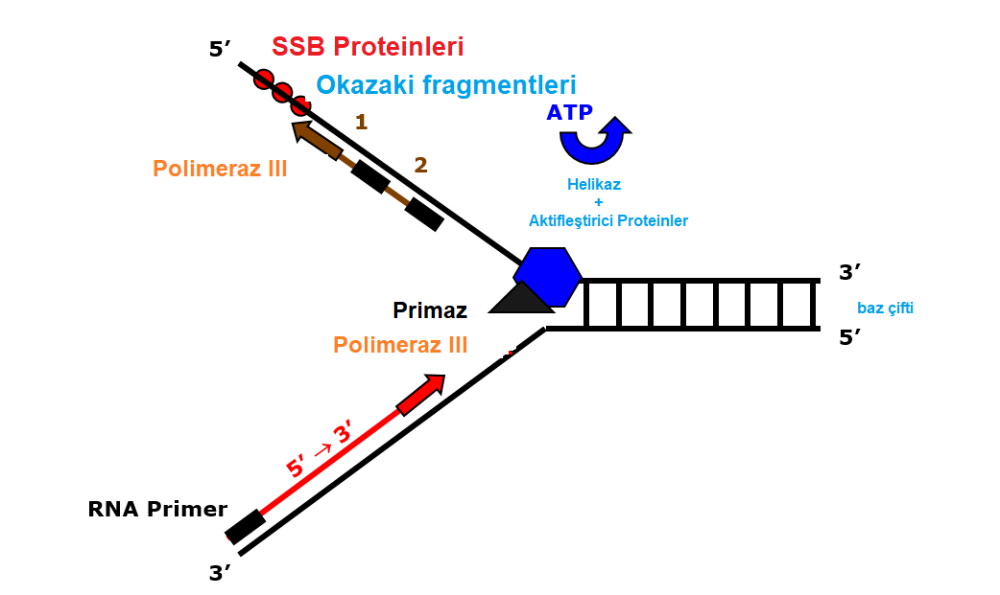 5’
SSB Proteinleri
Okazaki fragmentleri
ATP
1
2
Polimeraz III
Helikaz
+
Aktifleştirici Proteinler
3’
baz çifti
5’
Primaz
Polimeraz III
5’ → 3’
RNA Primer
3’